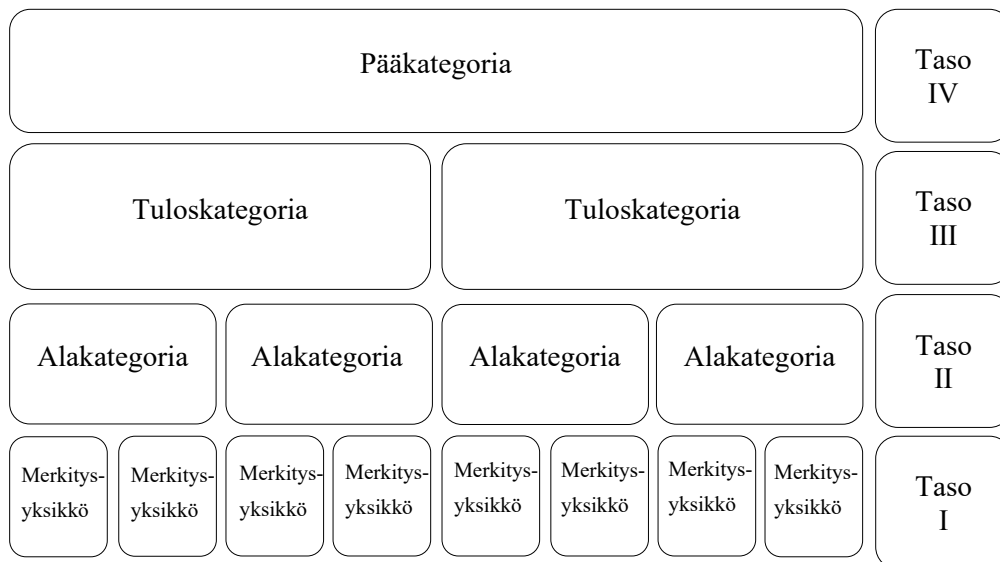 Pääkategoria
Taso
IV
Tuloskategoria
Tuloskategoria
Taso
III
Alakategoria
Alakategoria
Alakategoria
Alakategoria
Taso
II
Merkitys-
yksikkö
Merkitys-
yksikkö
Merkitys-
yksikkö
Merkitys-
yksikkö
Merkitys-
yksikkö
Merkitys-
yksikkö
Merkitys-
yksikkö
Merkitys-
yksikkö
Taso
I